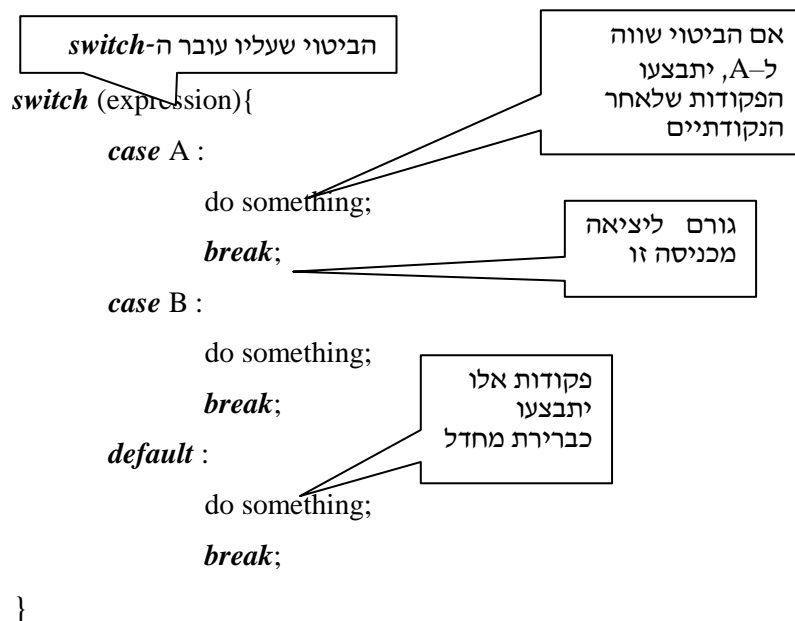 הביטוי שעליו עובר ה-switch
אם הביטוי שווה
ל–A, יתבצעו
הפקודות שלאחר
הנקודתיים
switch (expression){
case A :
do something;
break;
גורם ליציאה
מכניסה זו
case B :
do something;
break;
פקודות אלו
יתבצעו
כברירת מחדל
default :
do something;
break;
}